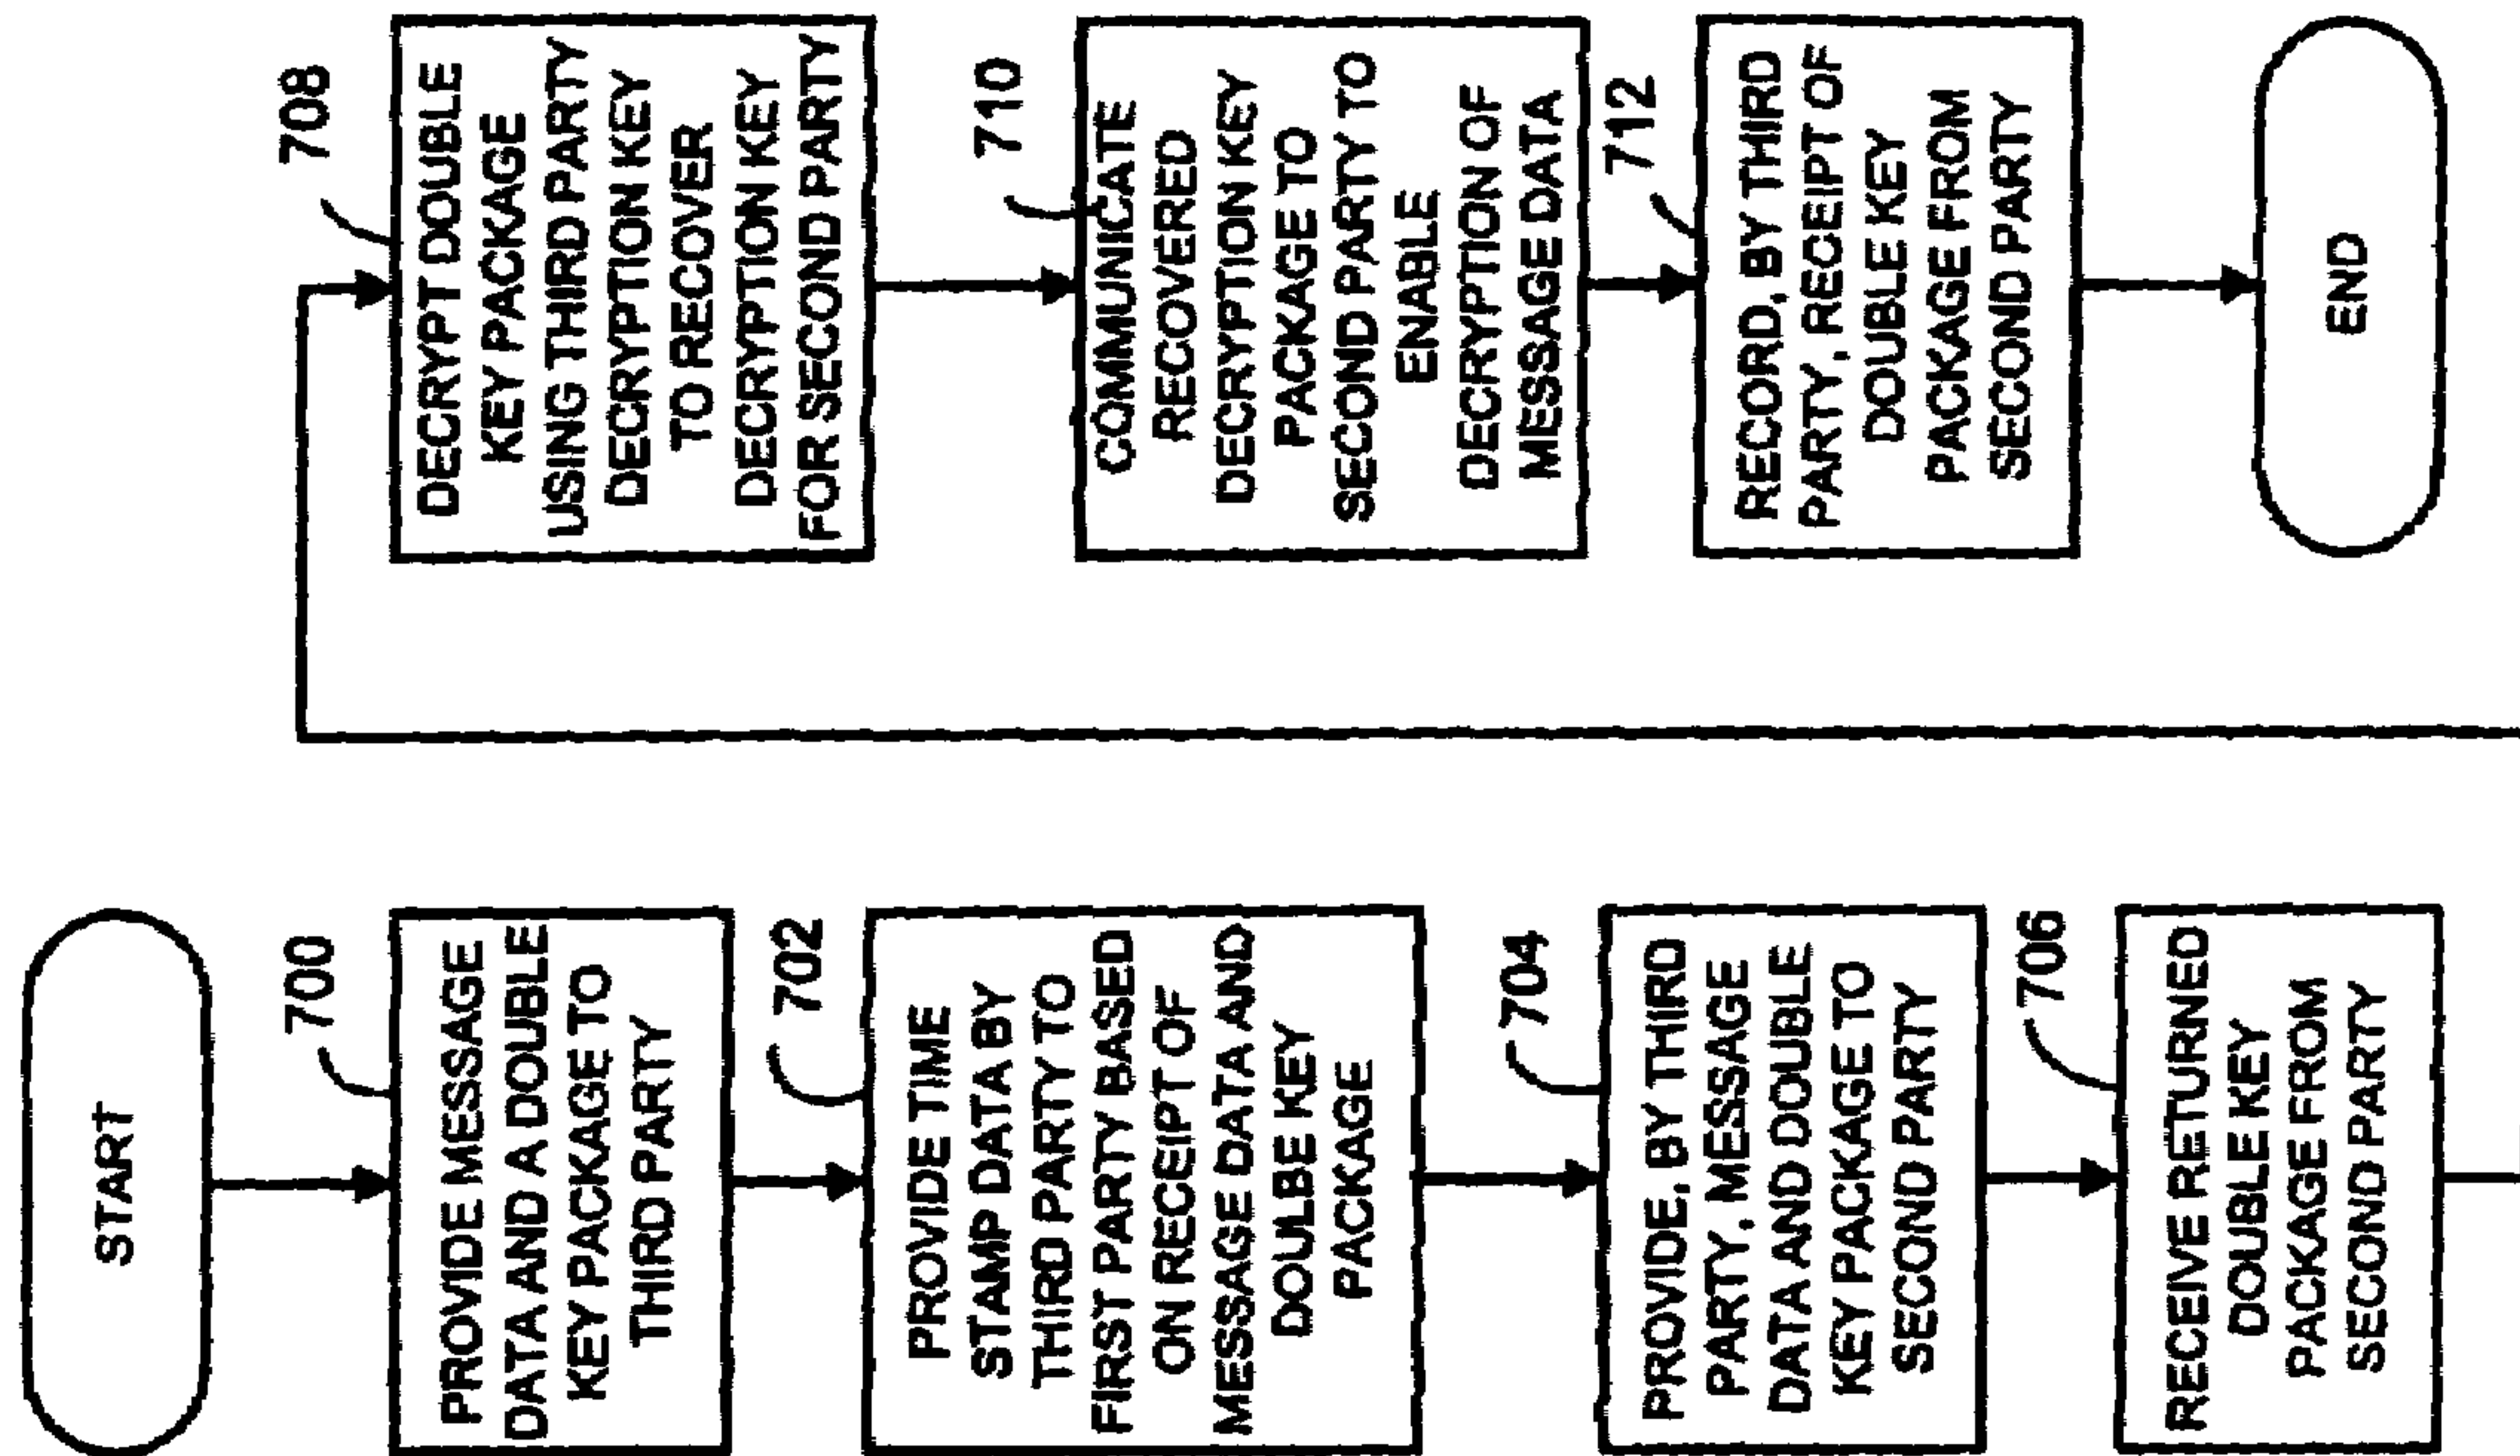 START
700
PROVIDE MESSAGE
DATA AND A DOUBLE
KEY PACKAGE TO
THIRD PARTY
702
PROVIDE TIME
STAMP DATA BY
THIRD PARTY TO
FIRST PARTY BASED
ON RECEIPT OF
MESSAGE DATA AND
DOULBE KEY
PACKAGE
704
PROVIDE, BY THIRD
PARTY, MESSAGE
DATA AND DOUBLE
KEY PACKAGE TO
SECOND PARTY
706
RECEIVE RETURNED
DOUBLE KEY
PACKAGE FROM
SECOND PARTY
708
DECRYPT DOUBLE
KEY PACKAGE
USING THIRD PARTY
DECRYPTION KEY
TO RECOVER
DECRYPTION KEY
FOR SECOND PARTY
710
COMMUNICATE
RECOVERED
DECRYPTION KEY
PACKAGE TO
SECOND PARTY TO
ENABLE
DECRYPTION OF
MESSAGE DATA
712
RECORD, BY THIRD
PARTY, RECEIPT OF
DOUBLE KEY
PACKAGE FROM
SECOND PARTY
END